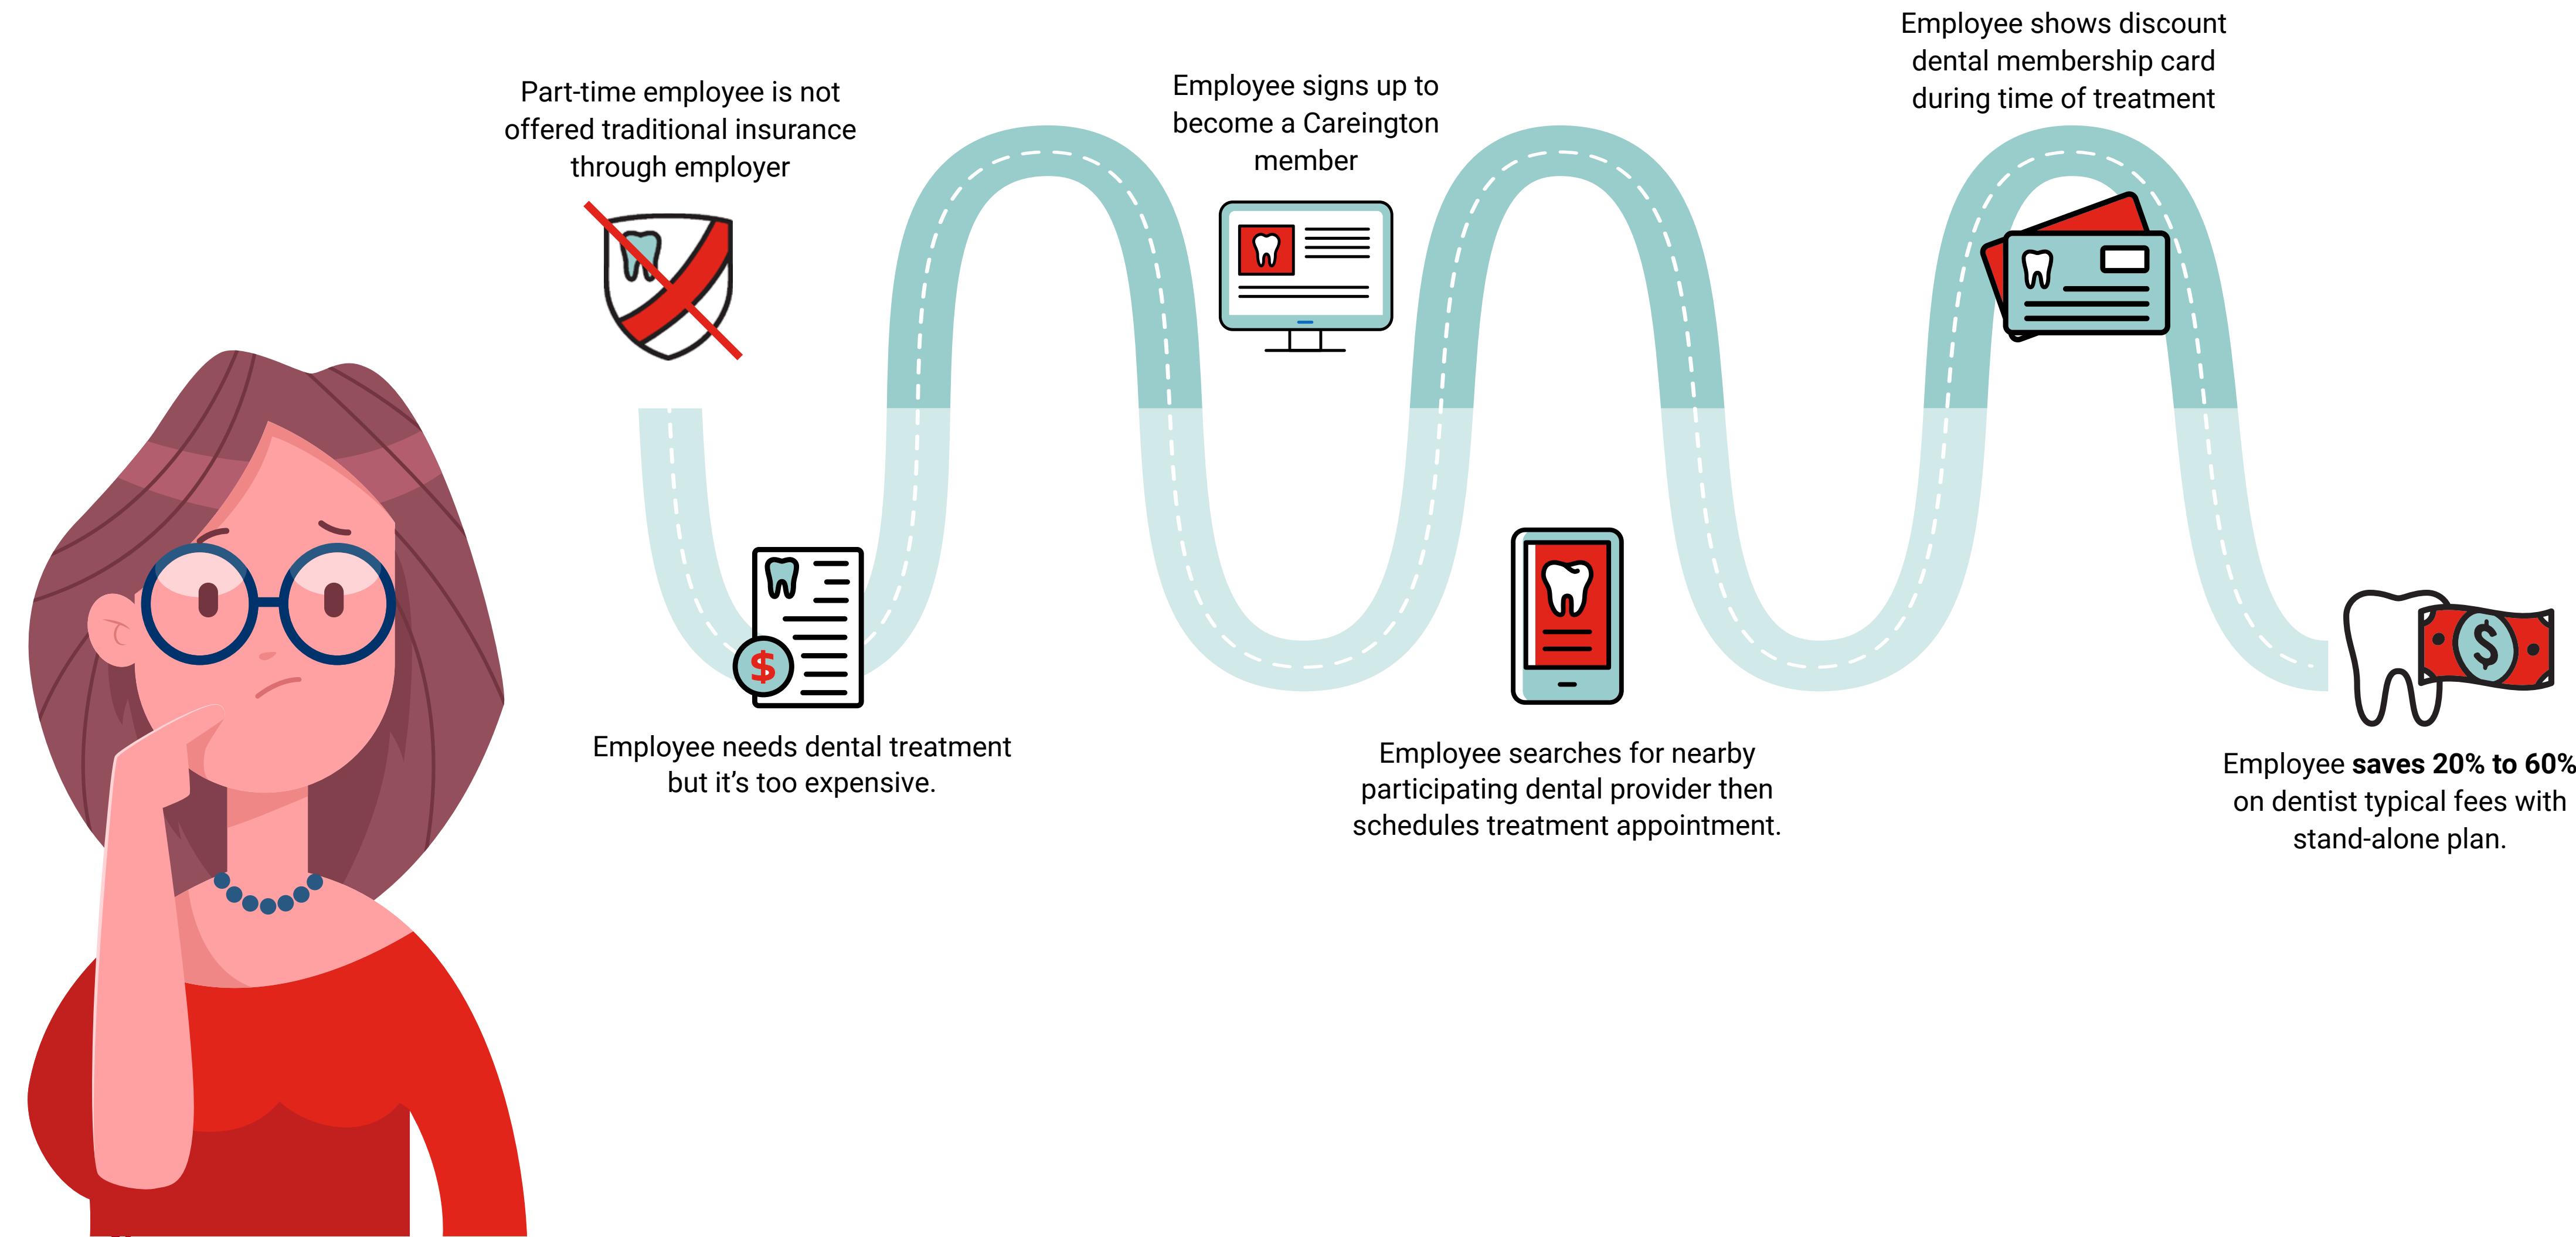 Part-time employee is not
offered traditional insurance
through employer
$
Employee needs dental treatment
but it’s too expensive.
Employee signs up to
become a Careington
member
Employee searches for nearby
participating dental provider then
schedules treatment appointment.
Employee shows discount
dental membership card
during time of treatment
$
Employee saves 20% to 60%
on dentist typical fees with
stand-alone plan.